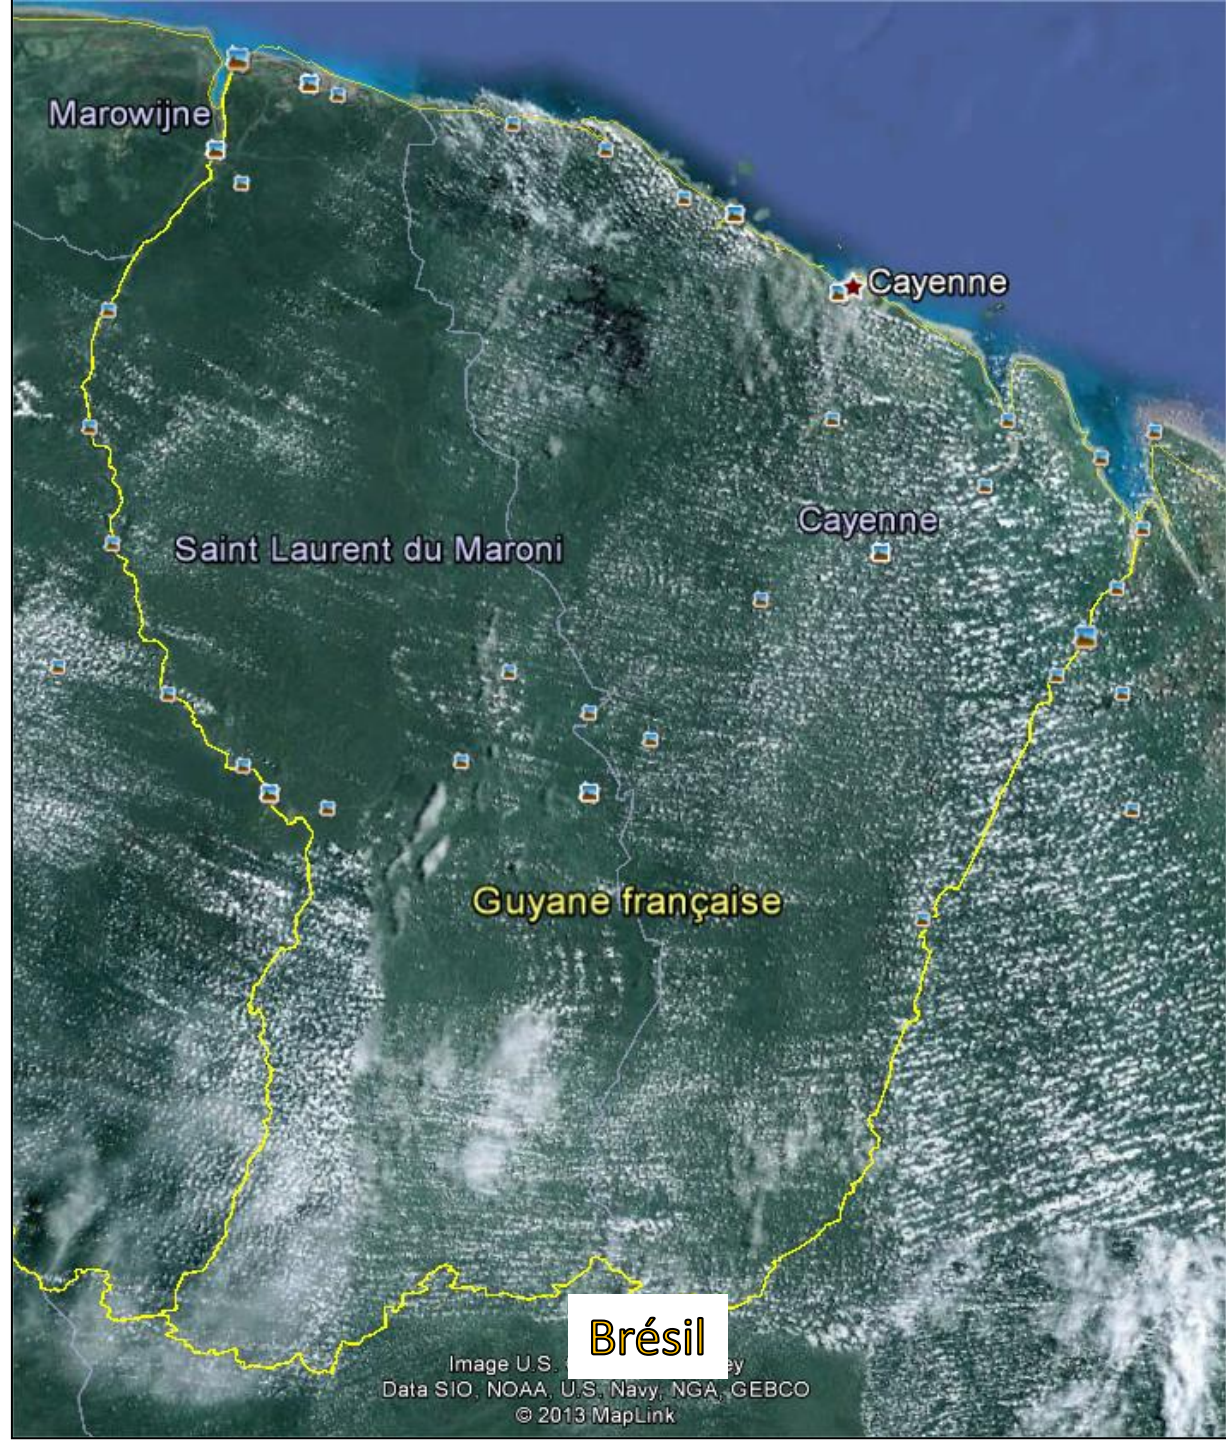 Marowijne
Cayenne
Cayenne
Saint Laurent du Maroni
Guyane française
Brésil
Image U.S. ey
Data SIO, NOAA, U.S. Navy, NGA, GEBCO
© 2013 MapLink